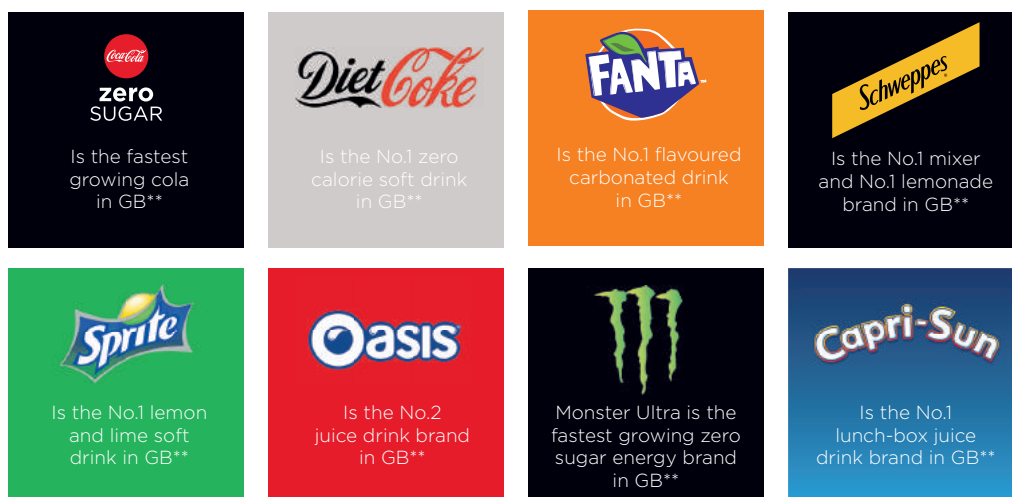 Coca-Cola
zero
SUGAR
Is the fastest
growing cola
in GB**
Diet Coke
Is the No.1 zero
calorie soft drink
in GB**
FANTA
Is the No.1 flavoured
carbonated drink
in GB**
Schweppes
Is the No.1 mixer
and No.1 lemonade
brand in GB**
Sprite
Is the No.1 lemon
and lime soft
drink in GB**
Oasis
Is the No.2
juice drink brand
in GB**
Monster Ultra is the
fastest growing zero
sugar energy brand
in GB**
Capri-Sun
Is the No.1
lunch-box juice
drink brand in GB**